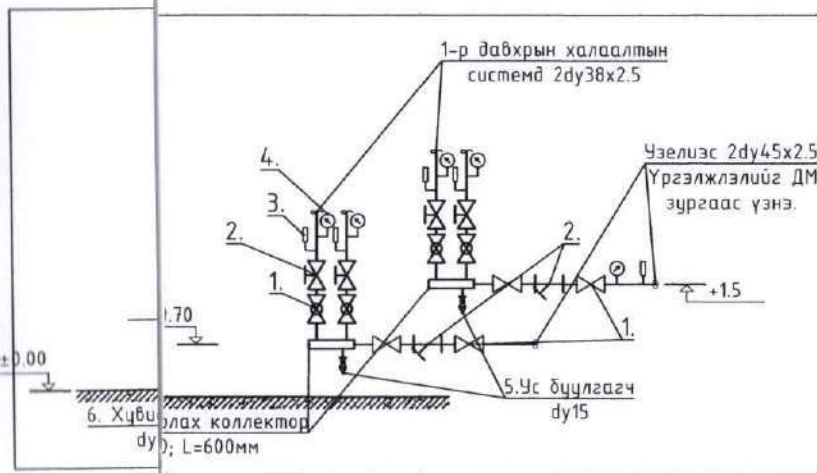 1-р давхрын халаалтын
системд 2dy38x2.5
Узелиэс 2dy45x2.5
Үргэлжлэлийг ДМ
зургаас үзнэ.
4.
3.
2.
1.
2.
+1.5
1.
.70
±0.00
5.Ус буулгагч
dy15
6. Хуви
лах коллектор
dy
; L=600мм